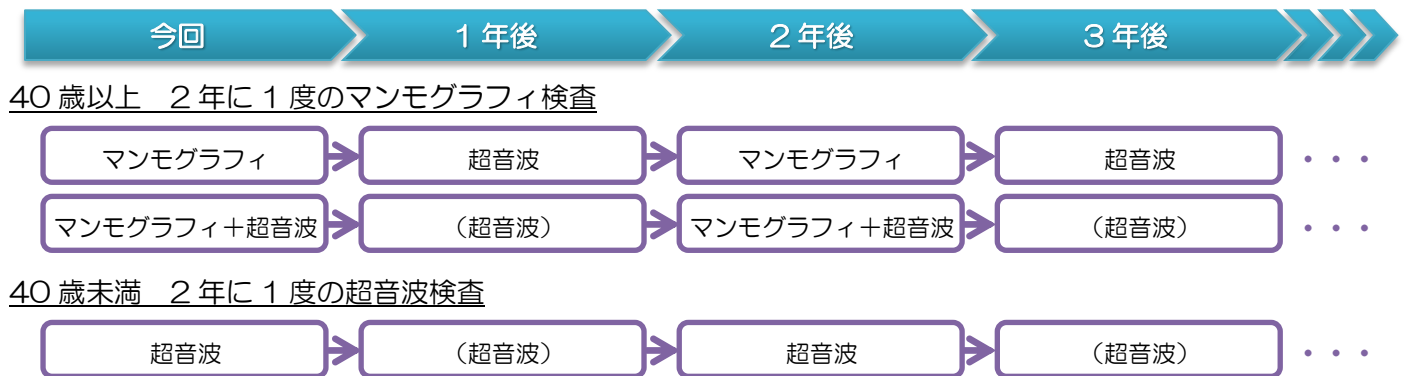 今回 1年後 2年後 3年後
40歳以上 2年に1度のマンモグラフィ検査
マンモグラフィ 超音波 マンモグラフィ 超音波 ・・・
マンモグラフィ＋超音波 （超音波） マンモグラフィ＋超音波 （超音波） ・・・
40歳未満 2年に1度の超音波検査
超音波 （超音波） 超音波 （超音波） ・・・